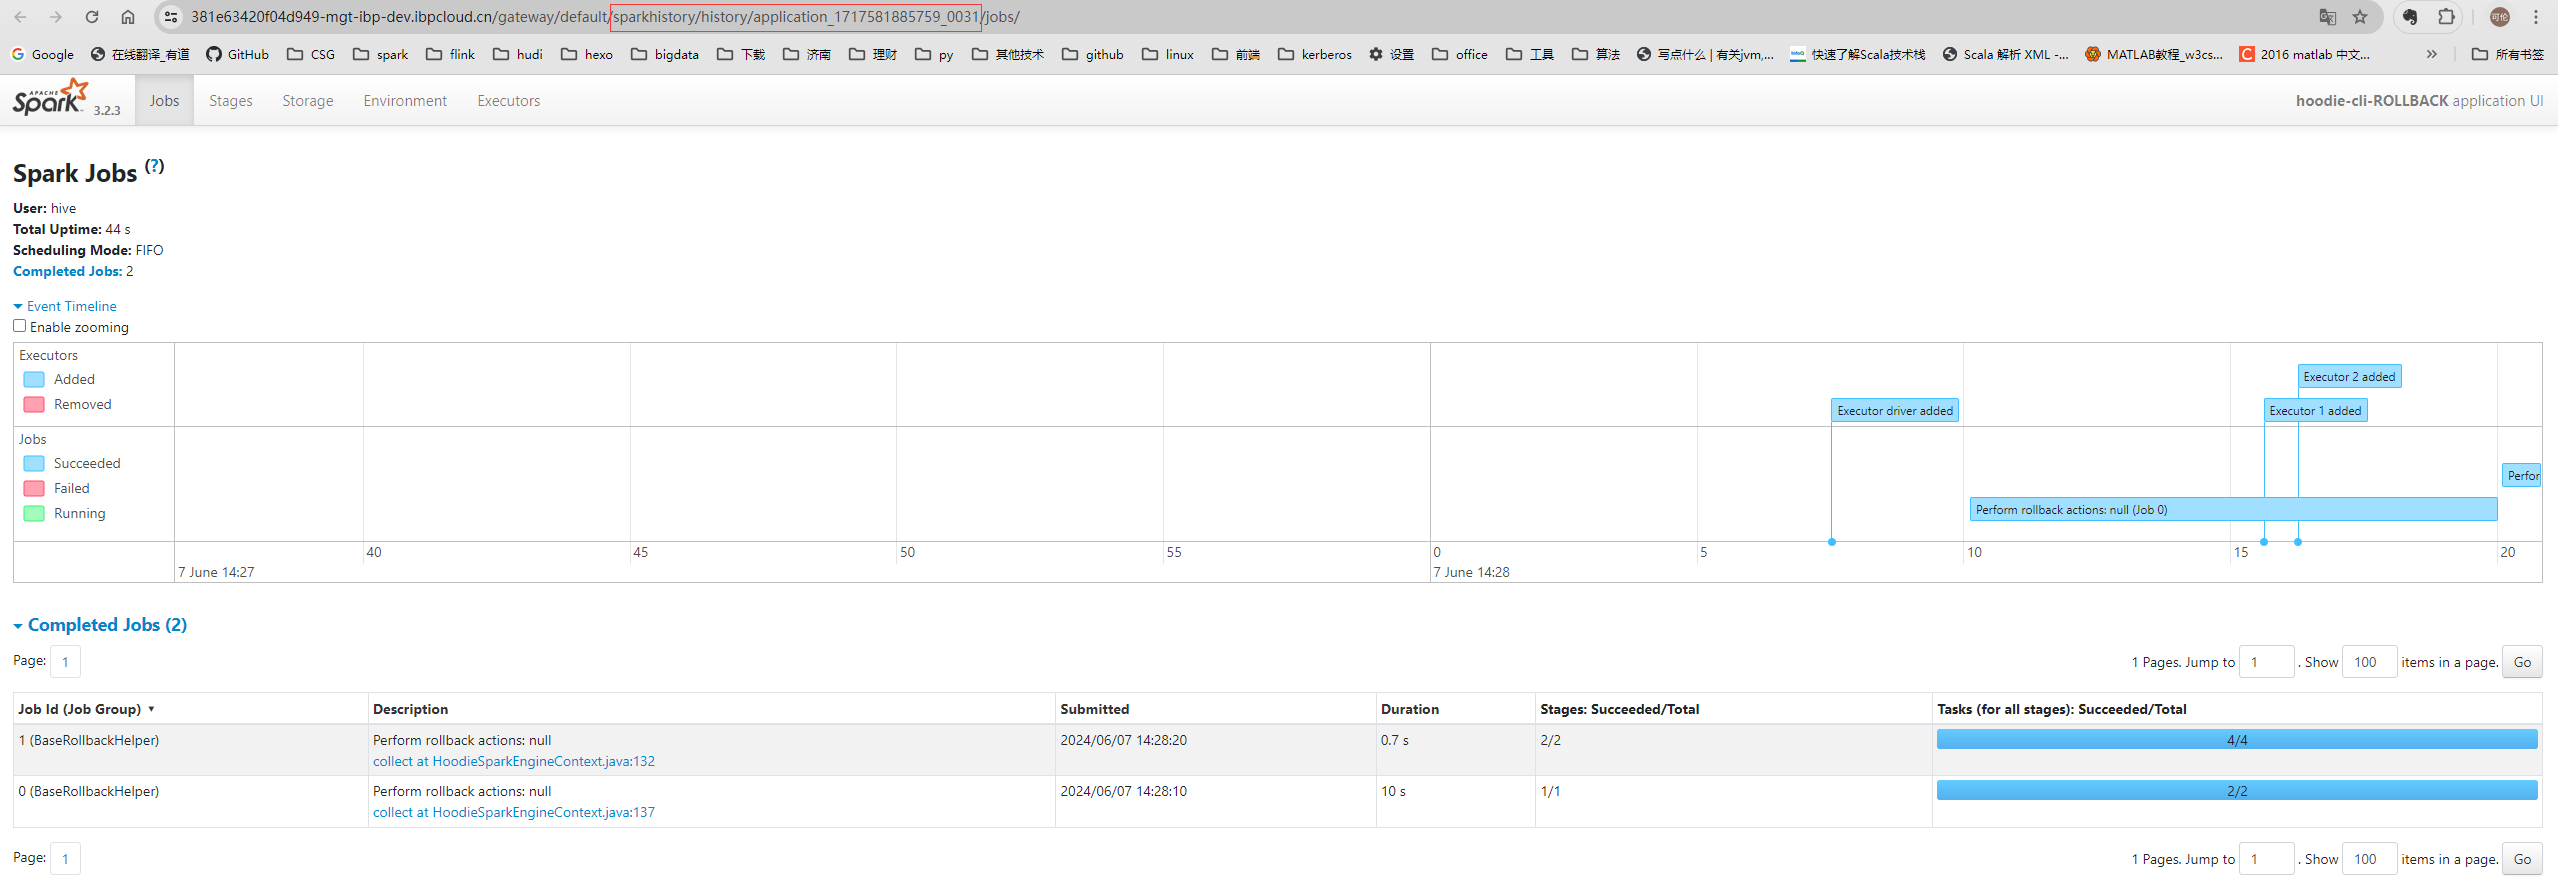 381e63420f04d949-mgt-ibp-dev.ibpcloud.cn/gateway/default/sparkhistory/history/application_1717581885759_0031/jobs/
Google 在线翻译_有道 GitHub CSG spark flink hudi hexo bigdata 下载 济南 理财 py 其他技术 github linux 前端 kerberos 设置 office 工具 算法 写点什么 | 有关jvm,... 快速了解Scala技术栈 Scala 解析 XML -... MATLAB教程_w3cs... 2016 matlab 中文... » 所有书签
APACHE Spark 3.2.3 Jobs Stages Storage Environment Executors hoodie-cli-ROLLBACK application UI
Spark Jobs (?)
User: hive
Total Uptime: 44 s
Scheduling Mode: FIFO
Completed Jobs: 2
Event Timeline
Enable zooming
Executors
Added
Removed
Executor 2 added
Executor driver added Executor 1 added
Jobs
Succeeded
Failed
Running
Perfor
Perform rollback actions: null (Job 0)
40 45 50 55 0 5 10 15 20
7 June 14:27 7 June 14:28
Completed Jobs (2)
Page: 1 1 Pages. Jump to 1 . Show 100 items in a page. Go
Job Id (Job Group) ▾ Description Submitted Duration Stages: Succeeded/Total Tasks (for all stages): Succeeded/Total
1 (BaseRollbackHelper) Perform rollback actions: null 2024/06/07 14:28:20 0.7 s 2/2 4/4
collect at HoodieSparkEngineContext.java:132
0 (BaseRollbackHelper) Perform rollback actions: null 2024/06/07 14:28:10 10 s 1/1 2/2
collect at HoodieSparkEngineContext.java:137
Page: 1 1 Pages. Jump to 1 . Show 100 items in a page. Go